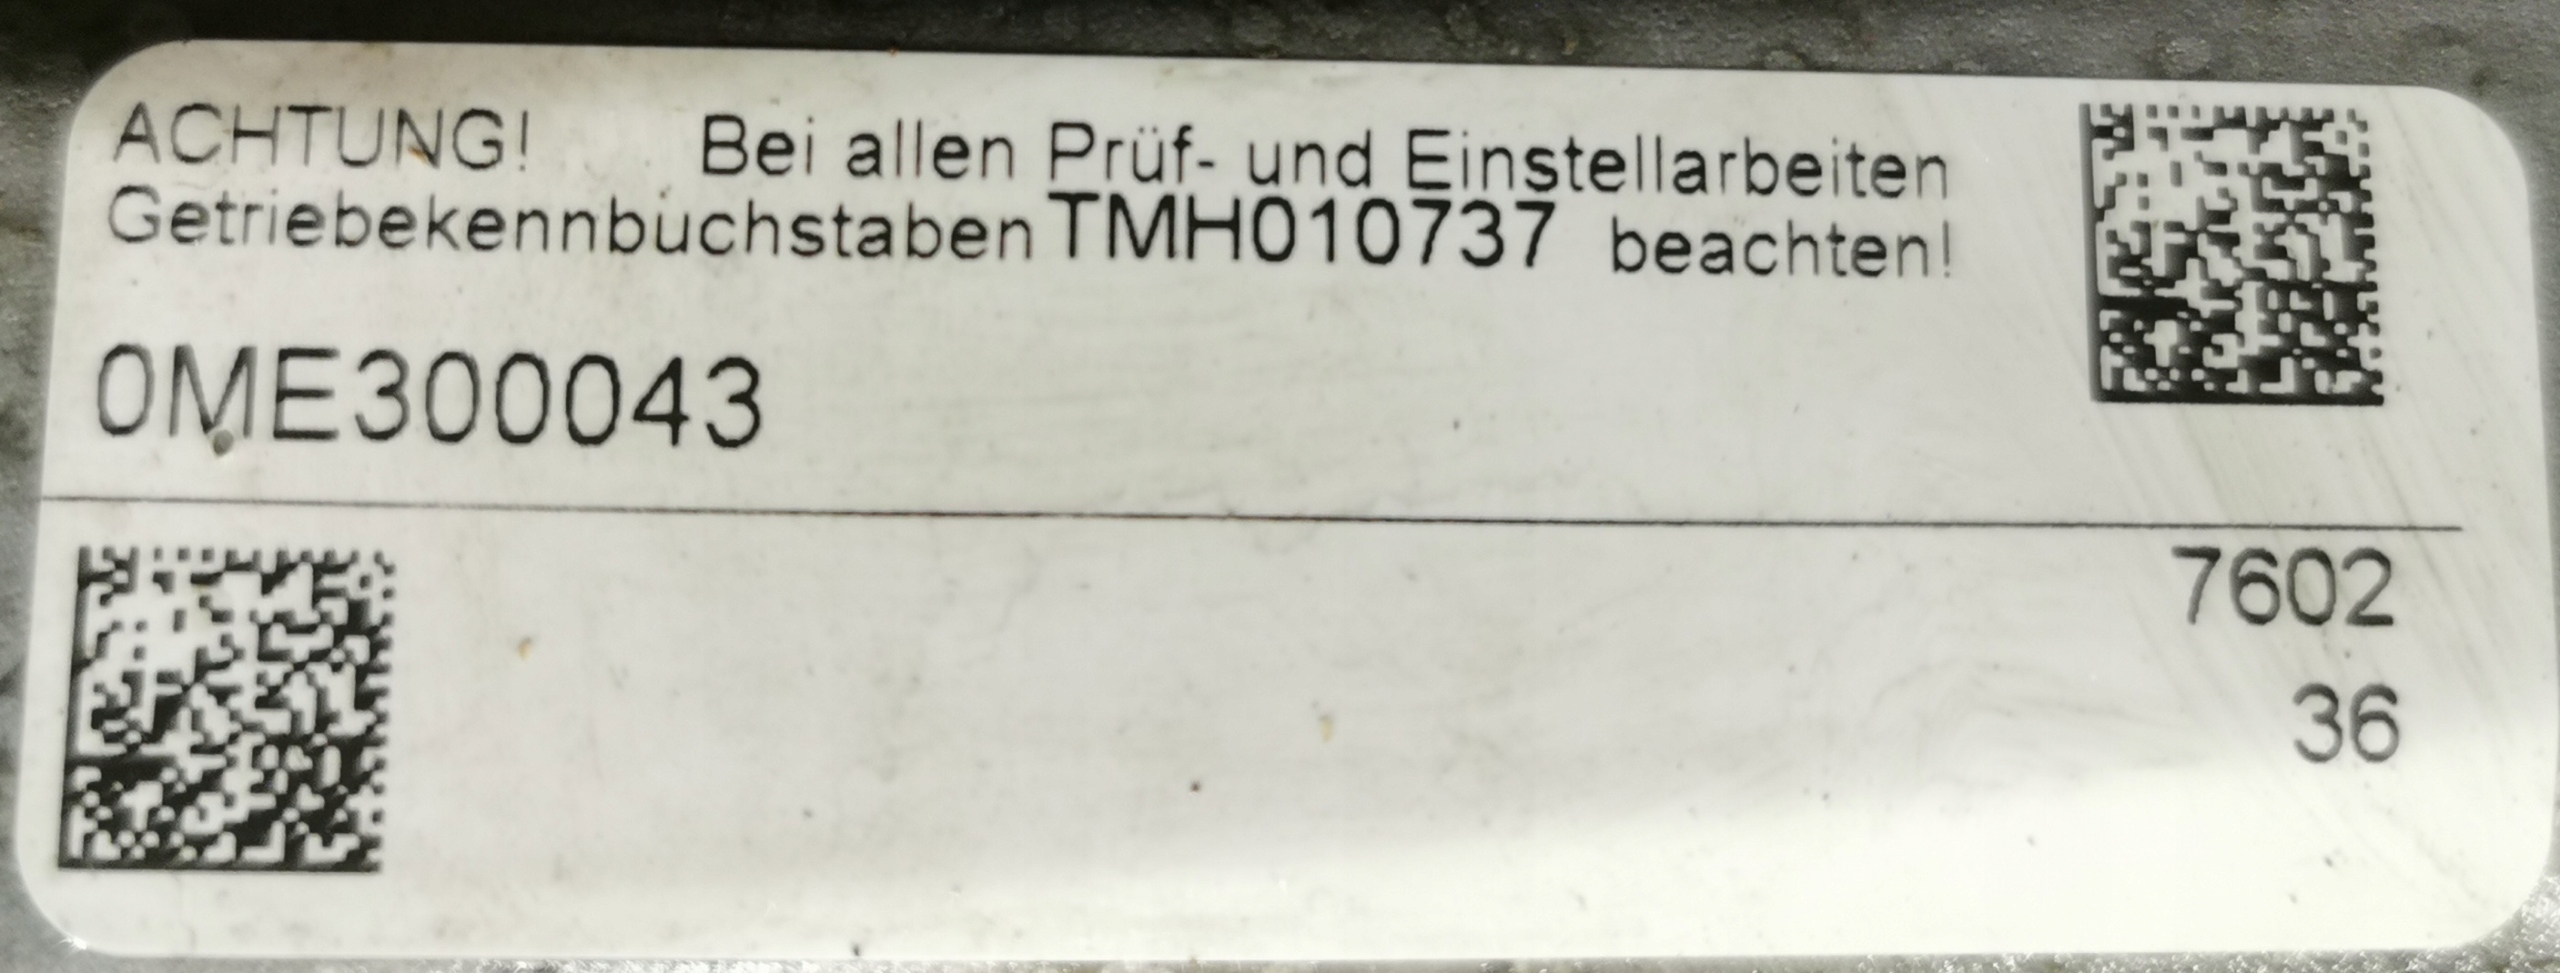 ACHTUNG! Bei allen Prüf- und Einstellarbeiten
Getriebekennbuchstaben TMH010737 beachten!
0ME300043
7602
36